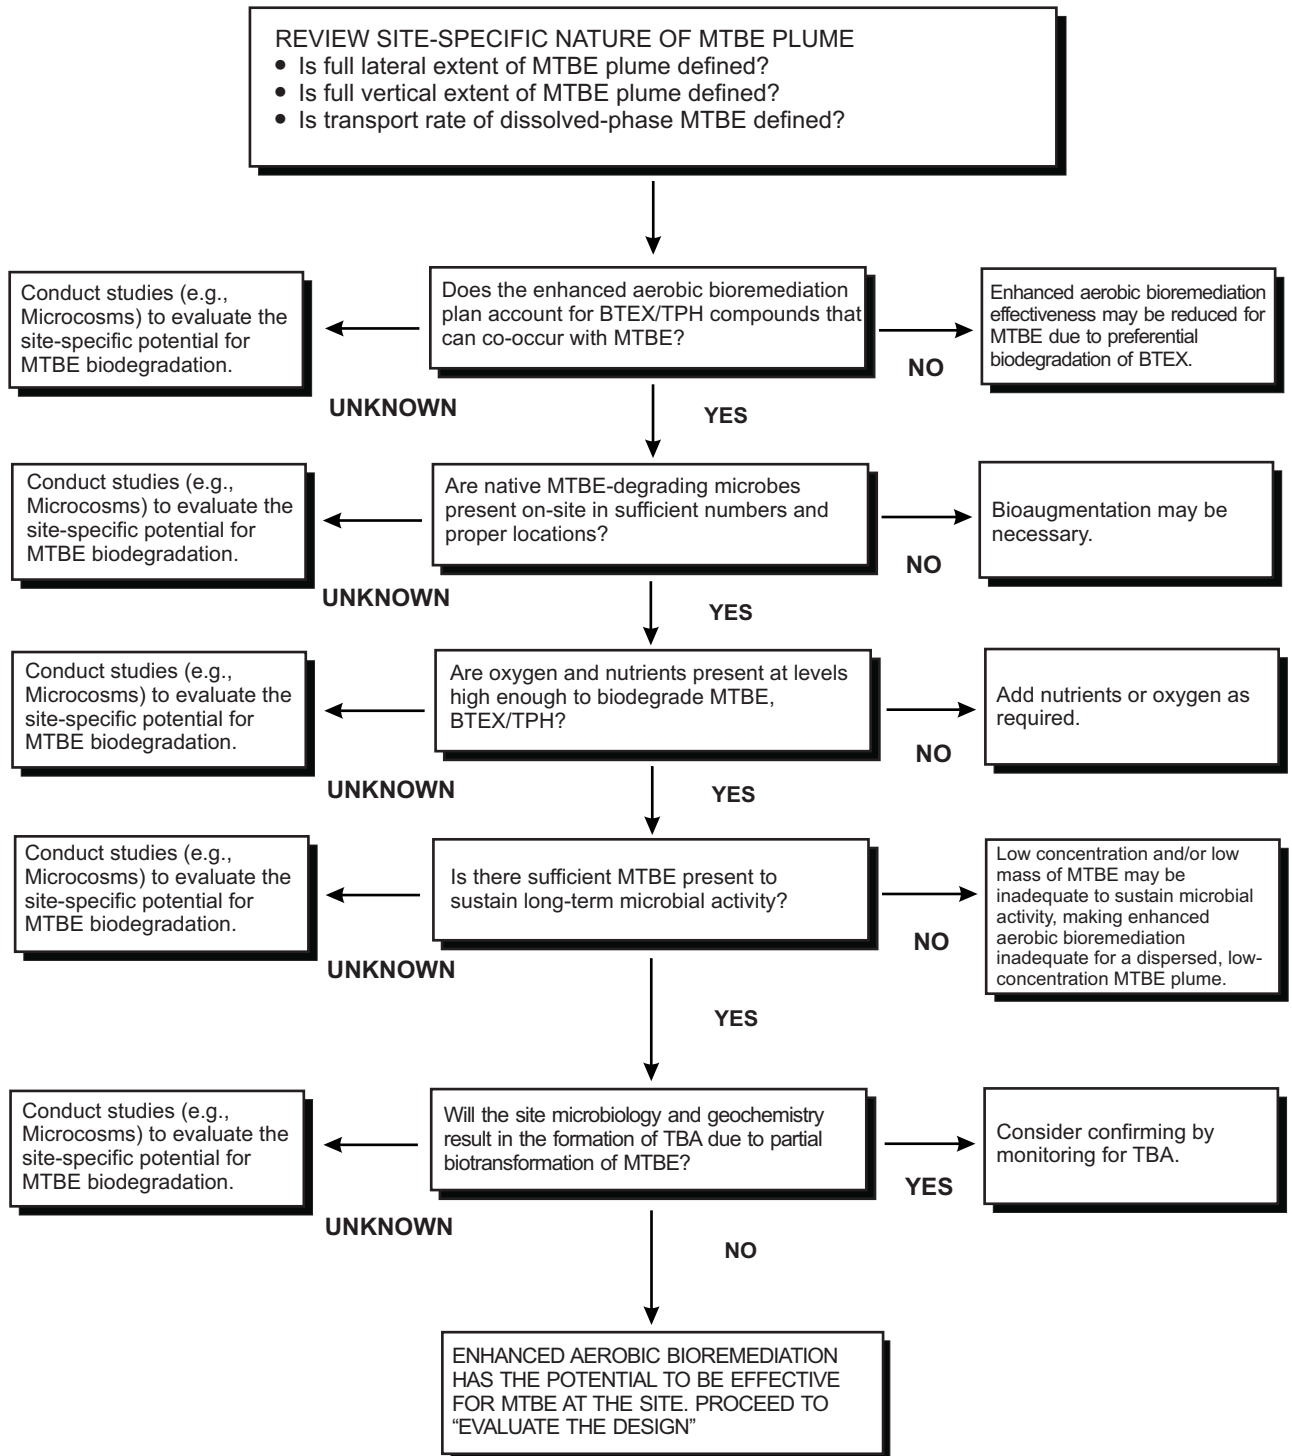 REVIEW SITE-SPECIFIC NATURE OF MTBE PLUME
• Is full lateral extent of MTBE plume defined?
• Is full vertical extent of MTBE plume defined?
• Is transport rate of dissolved-phase MTBE defined?
Conduct studies (e.g.,
Microcosms) to evaluate the
site-specific potential for
MTBE biodegradation.
Does the enhanced aerobic bioremediation
plan account for BTEX/TPH compounds that
can co-occur with MTBE?
Enhanced aerobic bioremediation
effectiveness may be reduced for
MTBE due to preferential
biodegradation of BTEX.
NO
UNKNOWN
YES
Conduct studies (e.g.,
Microcosms) to evaluate the
site-specific potential for
MTBE biodegradation.
Are native MTBE-degrading microbes
present on-site in sufficient numbers and
proper locations?
Bioaugmentation may be
necessary.
NO
UNKNOWN
YES
Conduct studies (e.g.,
Microcosms) to evaluate the
site-specific potential for
MTBE biodegradation.
Are oxygen and nutrients present at levels
high enough to biodegrade MTBE,
BTEX/TPH?
Add nutrients or oxygen as
required.
NO
UNKNOWN
YES
Conduct studies (e.g.,
Microcosms) to evaluate the
site-specific potential for
MTBE biodegradation.
Is there sufficient MTBE present to
sustain long-term microbial activity?
Low concentration and/or low
mass of MTBE may be
inadequate to sustain microbial
activity, making enhanced
aerobic bioremediation
inadequate for a dispersed, low-
concentration MTBE plume.
NO
UNKNOWN
YES
Conduct studies (e.g.,
Microcosms) to evaluate the
site-specific potential for
MTBE biodegradation.
Will the site microbiology and geochemistry
result in the formation of TBA due to partial
biotransformation of MTBE?
Consider confirming by
monitoring for TBA.
YES
UNKNOWN
NO
ENHANCED AEROBIC BIOREMEDIATION
HAS THE POTENTIAL TO BE EFFECTIVE
FOR MTBE AT THE SITE. PROCEED TO
“EVALUATE THE DESIGN”